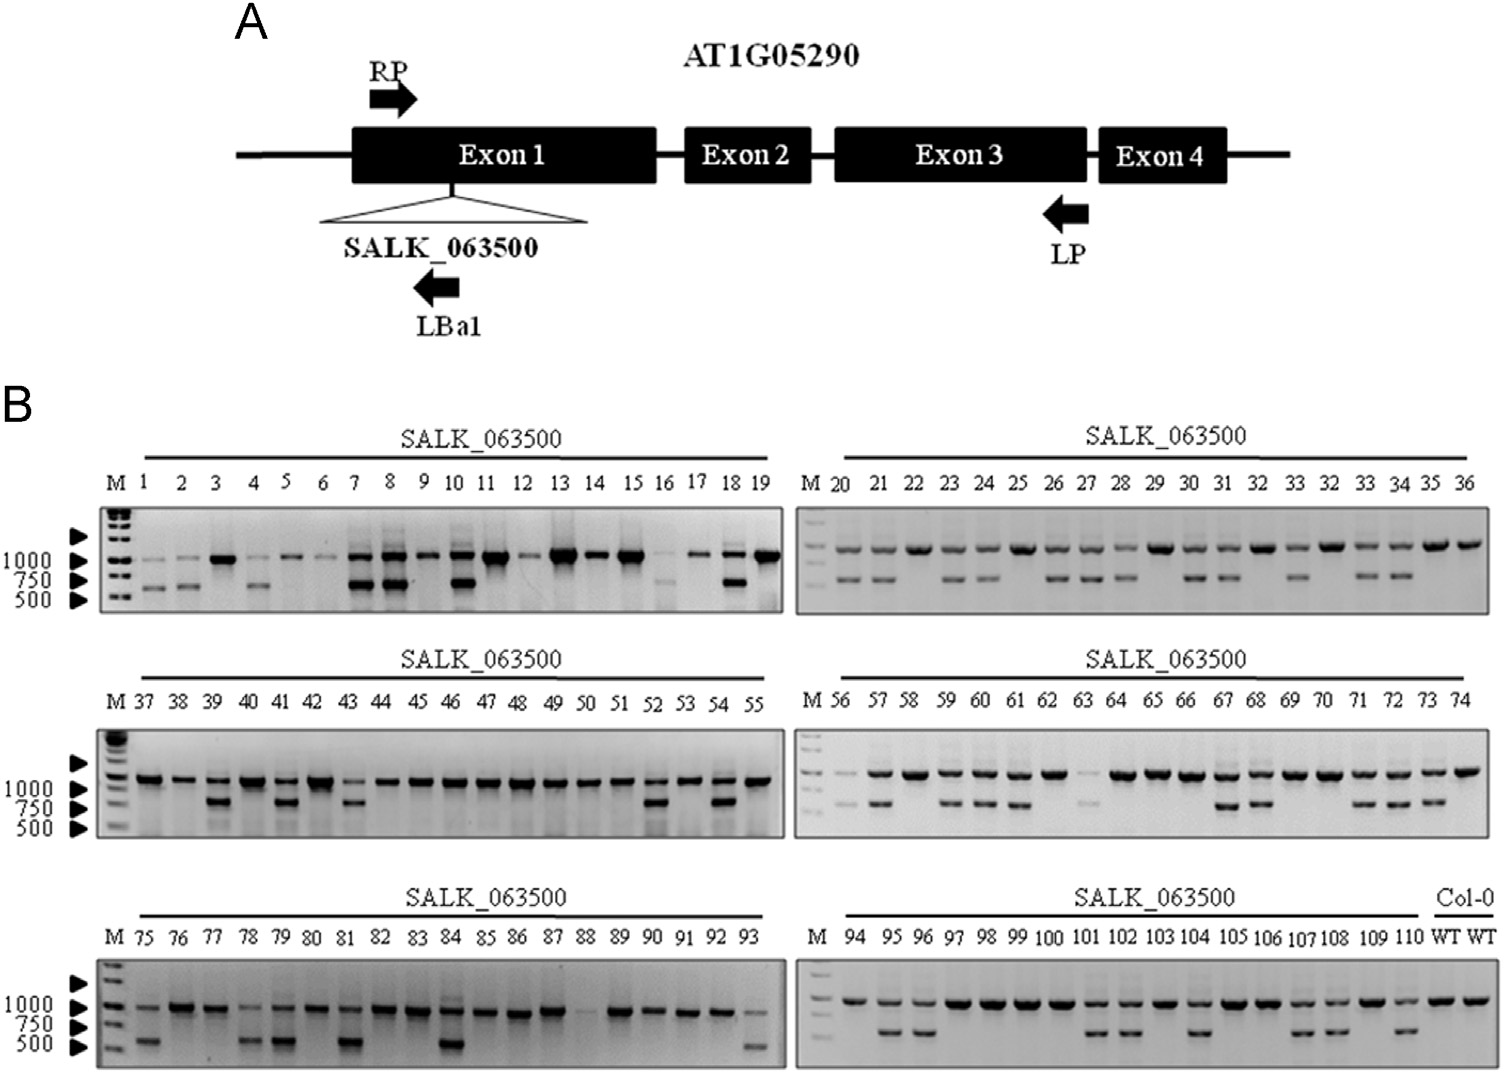 A
AT1G05290
RP
Exon 1 Exon 2 Exon 3 Exon 4
SALK_063500
LP
LBa1
B
SALK_063500
M 1 2 3 4 5 6 7 8 9 10 11 12 13 14 15 16 17 18 19
1000
750
500
SALK_063500
M 20 21 22 23 24 25 26 27 28 29 30 31 32 33 32 33 34 35 36
SALK_063500
M 37 38 39 40 41 42 43 44 45 46 47 48 49 50 51 52 53 54 55
1000
750
500
SALK_063500
M 56 57 58 59 60 61 62 63 64 65 66 67 68 69 70 71 72 73 74
SALK_063500
M 75 76 77 78 79 80 81 82 83 84 85 86 87 88 89 90 91 92 93
1000
750
500
SALK_063500 Col-0
M 94 95 96 97 98 99 100 101 102 103 104 105 106 107 108 109 110 WT WT